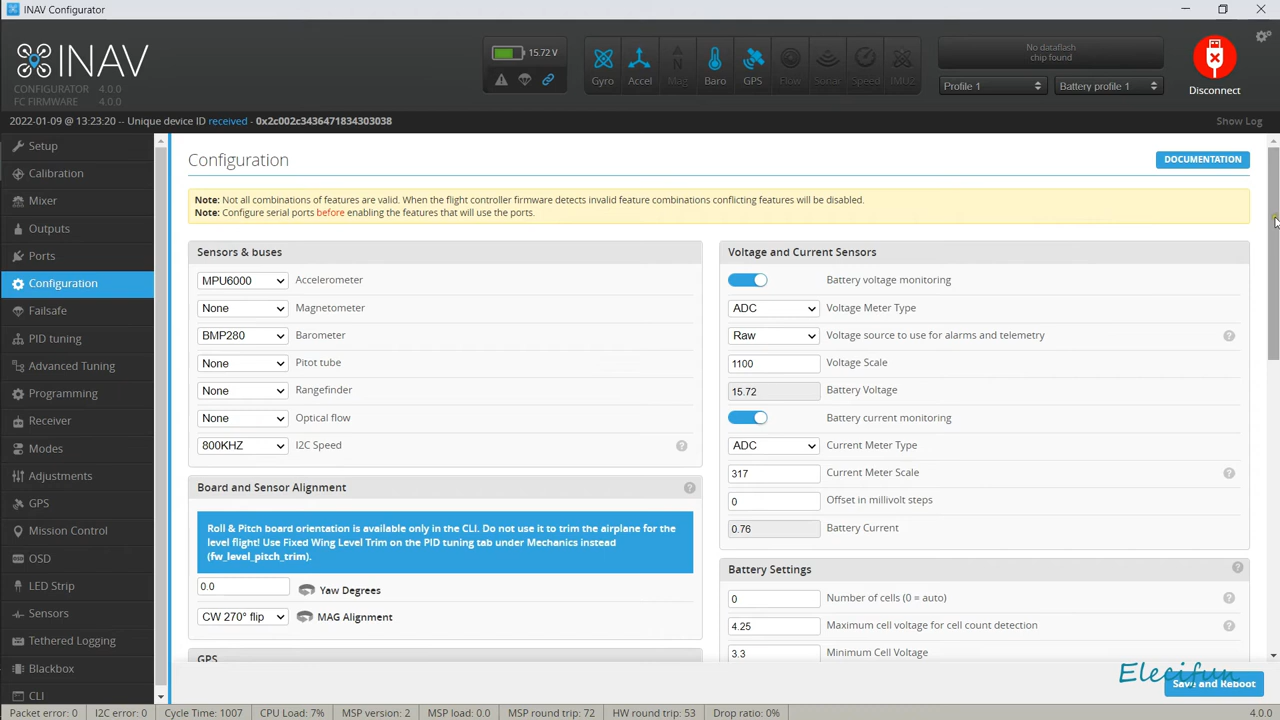 INAV Configurator
INAV
CONFIGURATOR 4.0.0
FC FIRMWARE 4.0.0
15.72 V
Gyro
Accel
Mag
Baro
GPS
Flow
Sonar
Speed
IMU2
No dataflash
chip found
Profile 1
Battery profile 1
Disconnect
2022-01-09 @ 13:23:20 -- Unique device ID received - 0x2c002c3436471834303038
Show Log
Setup
Calibration
Mixer
Outputs
Ports
Configuration
Failsafe
PID tuning
Advanced Tuning
Programming
Receiver
Modes
Adjustments
GPS
Mission Control
OSD
LED Strip
Sensors
Tethered Logging
Blackbox
CLI
Configuration
DOCUMENTATION
Note: Not all combinations of features are valid. When the flight controller firmware detects invalid feature combinations conflicting features will be disabled.
Note: Configure serial ports before enabling the features that will use the ports.
Sensors & buses
MPU6000 Accelerometer
None Magnetometer
BMP280 Barometer
None Pitot tube
None Rangefinder
None Optical flow
800KHZ I2C Speed ?
Board and Sensor Alignment ?
Roll & Pitch board orientation is available only in the CLI. Do not use it to trim the airplane for the
level flight! Use Fixed Wing Level Trim on the PID tuning tab under Mechanics instead
(fw_level_pitch_trim).
0.0 Yaw Degrees
CW 270° flip MAG Alignment
GPS
Voltage and Current Sensors
Battery voltage monitoring
ADC Voltage Meter Type
Raw Voltage source to use for alarms and telemetry ?
1100 Voltage Scale
15.72 Battery Voltage
Battery current monitoring
ADC Current Meter Type
317 Current Meter Scale ?
0 Offset in millivolt steps
0.76 Battery Current
Battery Settings ?
0 Number of cells (0 = auto) ?
4.25 Maximum cell voltage for cell count detection ?
3.3 Minimum Cell Voltage
Elecifun
Save and Reboot
Packet error: 0 I2C error: 0 Cycle Time: 1007 CPU Load: 7% MSP version: 2 MSP load: 0.0 MSP round trip: 72 HW round trip: 53 Drop ratio: 0% 4.0.0